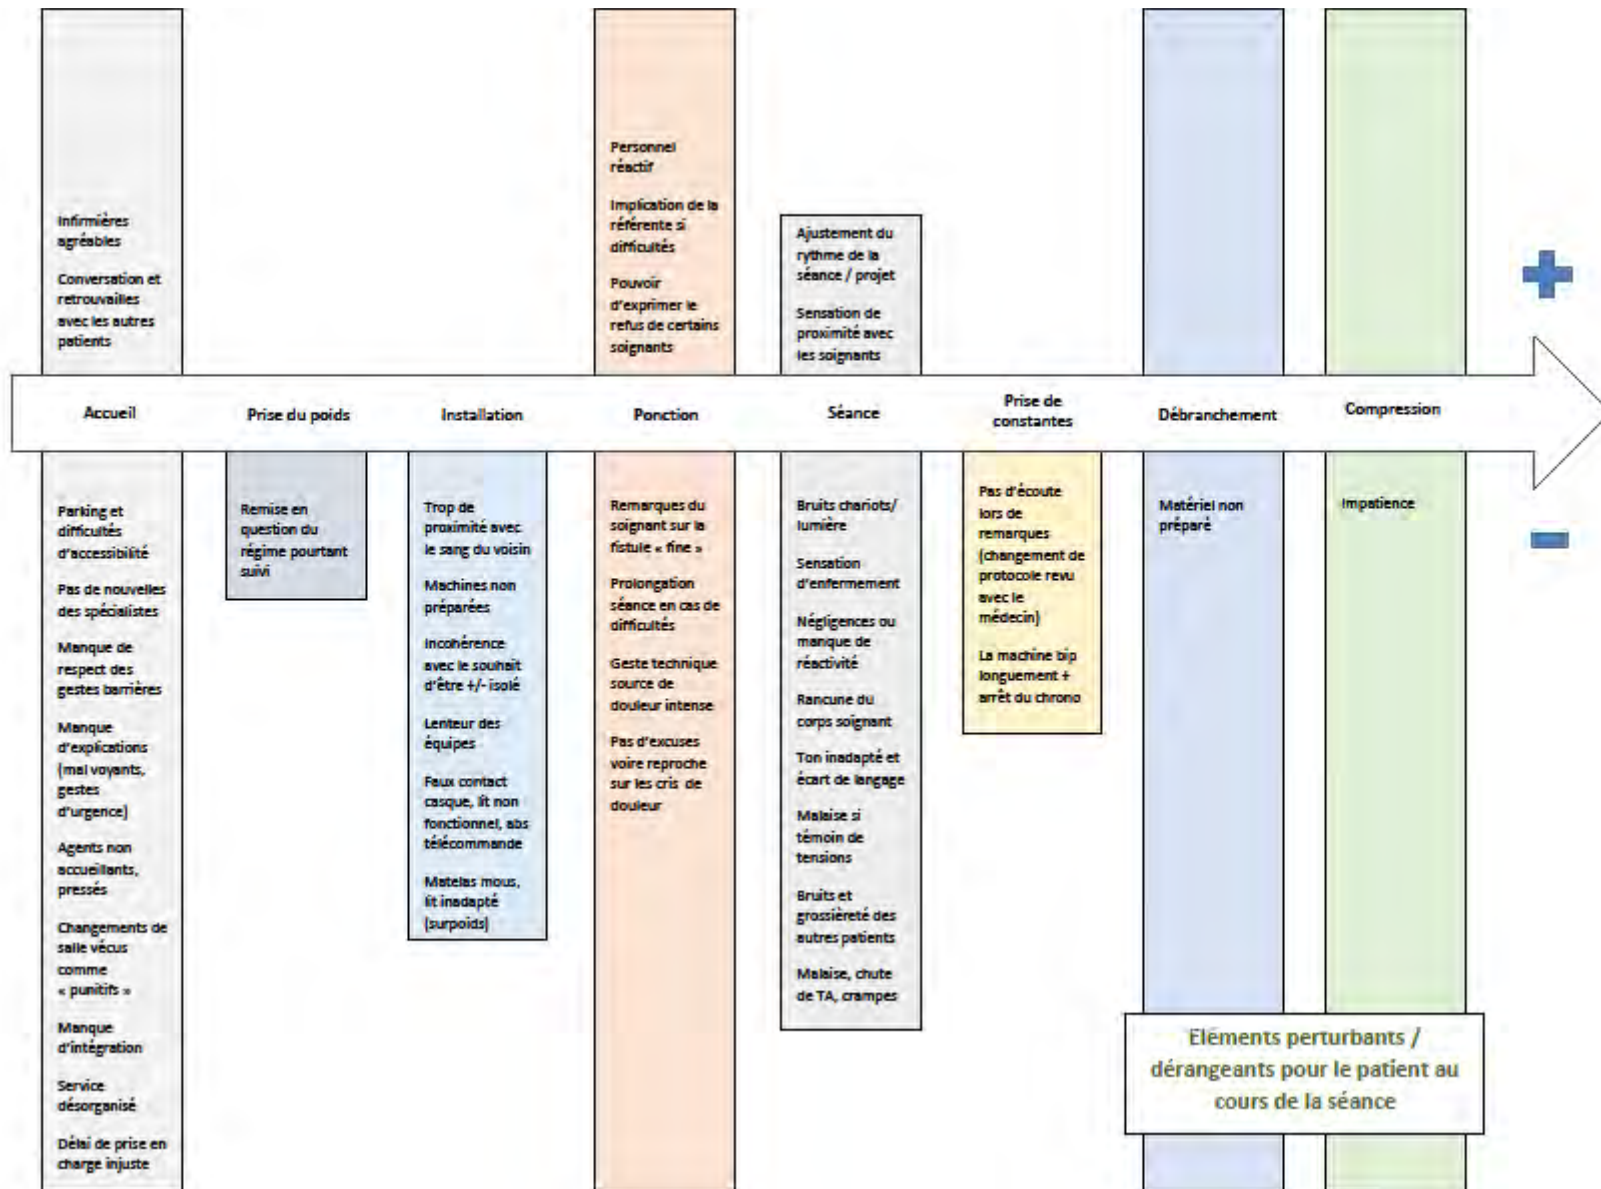 Infirmières
agréables
Conversation et
retrouvailles
avec les autres
patients
Personnel
réactif
Implication de la
référente si
difficultés
Pouvoir
d'exprimer le
refus de certains
soignants
Ajustement du
rythme de la
séance / projet
Sensation de
proximité avec
les soignants
Accueil
Prise du poids
Installation
Ponction
Séance
Prise de
constantes
Débranchement
Compression
Parking et
difficultés
d'accessibilité
Pas de nouvelles
des spécialistes
Manque de
respect des
gestes barrières
Manque
d'explications
(mal voyants,
gestes
d'urgence)
Agents non
accueillants,
pressés
Changements de
salle vécus
comme
« punitifs »
Manque
d'intégration
Service
désorganisé
Délai de prise en
charge injuste
Remise en
question du
régime pourtant
suivi
Trop de
proximité avec
le sang du voisin
Machines non
préparées
Incohérence
avec le souhait
d'être +/- isolé
Lenteur des
équipes
Faux contact
casque, lit non
fonctionnel, abs
télécommande
Matelas mous,
lit inadapté
(surpoids)
Remarques du
soignant sur la
fistule « fine »
Prolongation
séance en cas de
difficultés
Geste technique
source de
douleur intense
Pas d'excuses
voire reproche
sur les cris de
douleur
Bruits chariots/
lumière
Sensation
d'enfermement
Négligences ou
manque de
réactivité
Rancune du
corps soignant
Ton inadapté et
écart de langage
Malaise si
témoin de
tensions
Bruits et
grossièreté des
autres patients
Malaise, chute
de TA, crampes
Pas d'écoute
lors de
remarques
(changement de
protocole revu
avec le
médecin)
La machine bip
longuement +
arrêt du chrono
Matériel non
préparé
Impatience
Eléments perturbants /
dérangeants pour le patient au
cours de la séance